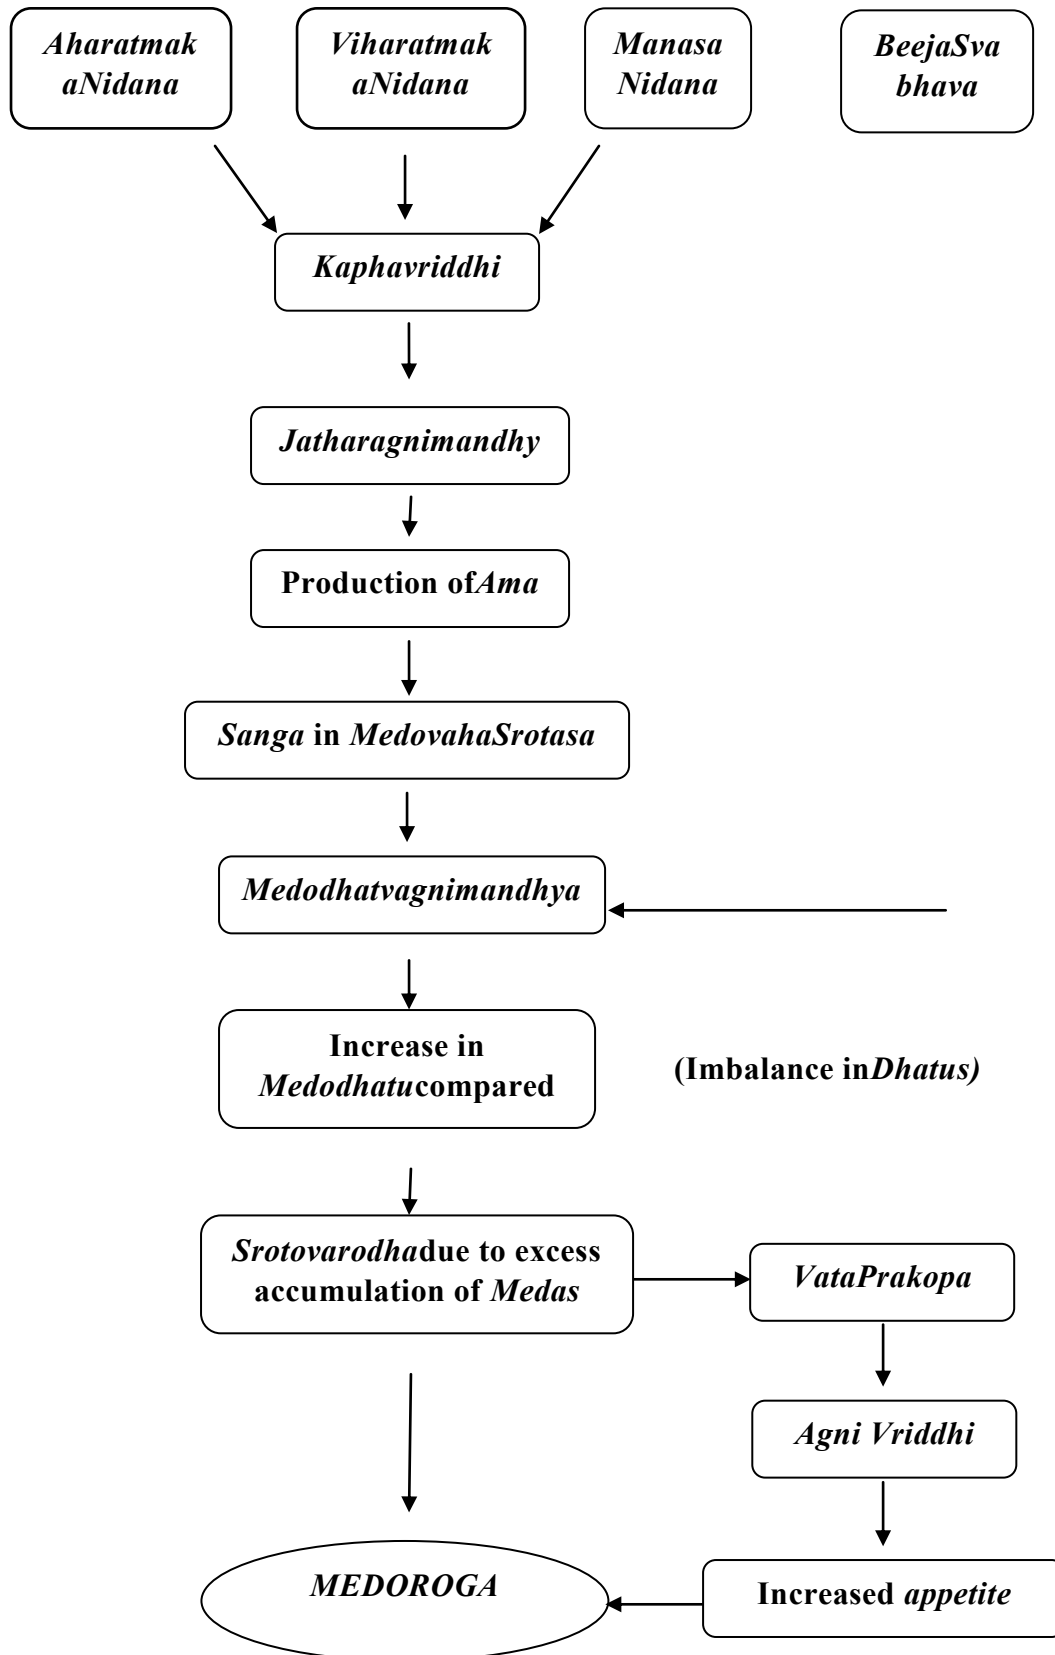 Aharatmak
aNidana
Viharatmak
aNidana
Manasa
Nidana
BeejaSva
bhava
Kaphavriddhi
Jatharagnimandhy
Production ofAma
Sanga in MedovahaSrotasa
Medodhatvagnimandhya
Increase in
Medodhatucompared
(Imbalance inDhatus)
Srotovarodhadue to excess
accumulation of Medas
VataPrakopa
Agni Vriddhi
MEDOROGA
Increased appetite